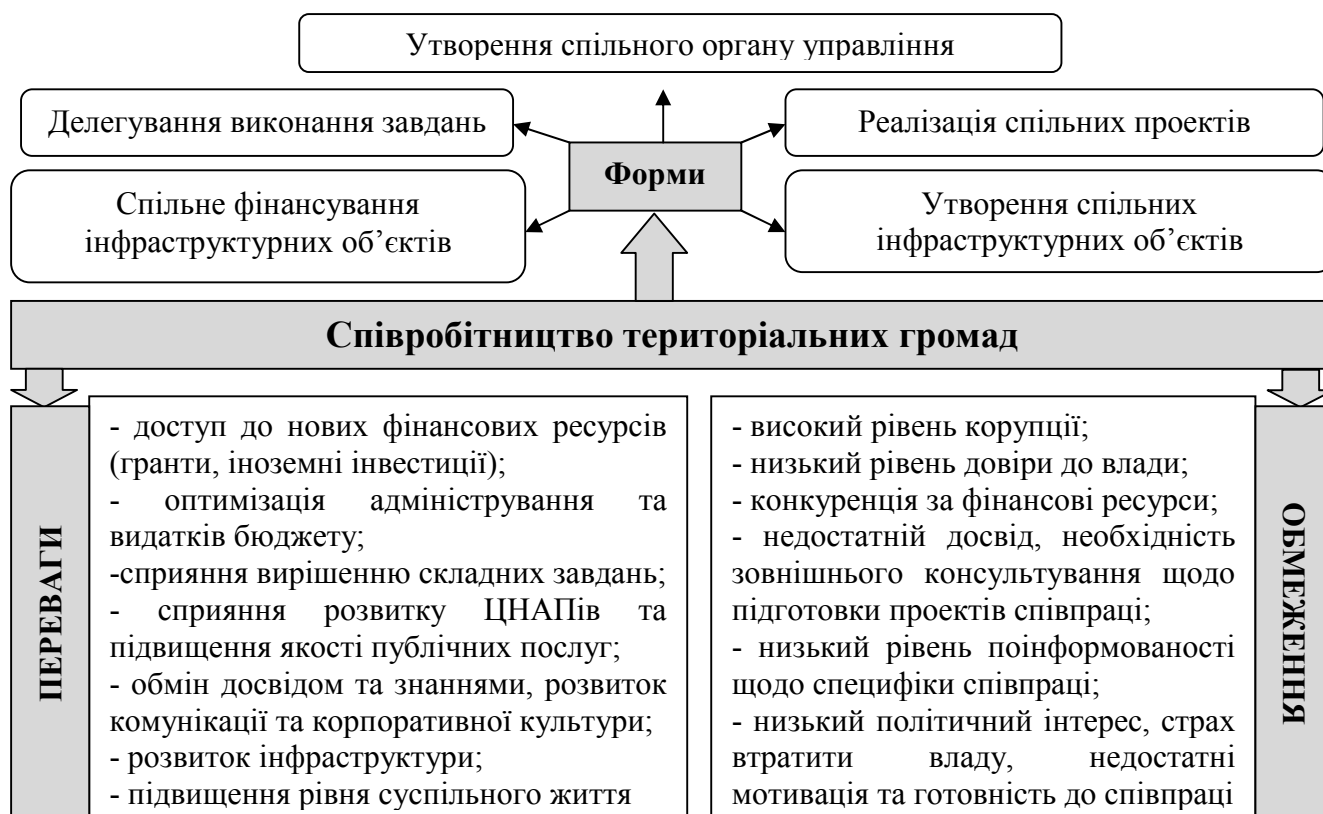 Утворення спільного органу управління
Делегування виконання завдань
Реалізація спільних проектів
Форми
Спільне фінансування
інфраструктурних об’єктів
Утворення спільних
інфраструктурних об’єктів
Співробітництво територіальних громад
ПЕРЕВАГИ
- доступ до нових фінансових ресурсів
(гранти, іноземні інвестиції);
- оптимізація адміністрування та
видатків бюджету;
-сприяння вирішенню складних завдань;
- сприяння розвитку ЦНАПів та
підвищення якості публічних послуг;
- обмін досвідом та знаннями, розвиток
комунікації та корпоративної культури;
- розвиток інфраструктури;
- підвищення рівня суспільного життя
- високий рівень корупції;
- низький рівень довіри до влади;
- конкуренція за фінансові ресурси;
- недостатній досвід, необхідність
зовнішнього консультування щодо
підготовки проектів співпраці;
- низький рівень поінформованості
щодо специфіки співпраці;
- низький політичний інтерес, страх
втратити владу, недостатні
мотивація та готовність до співпраці
ОБМЕЖЕННЯ